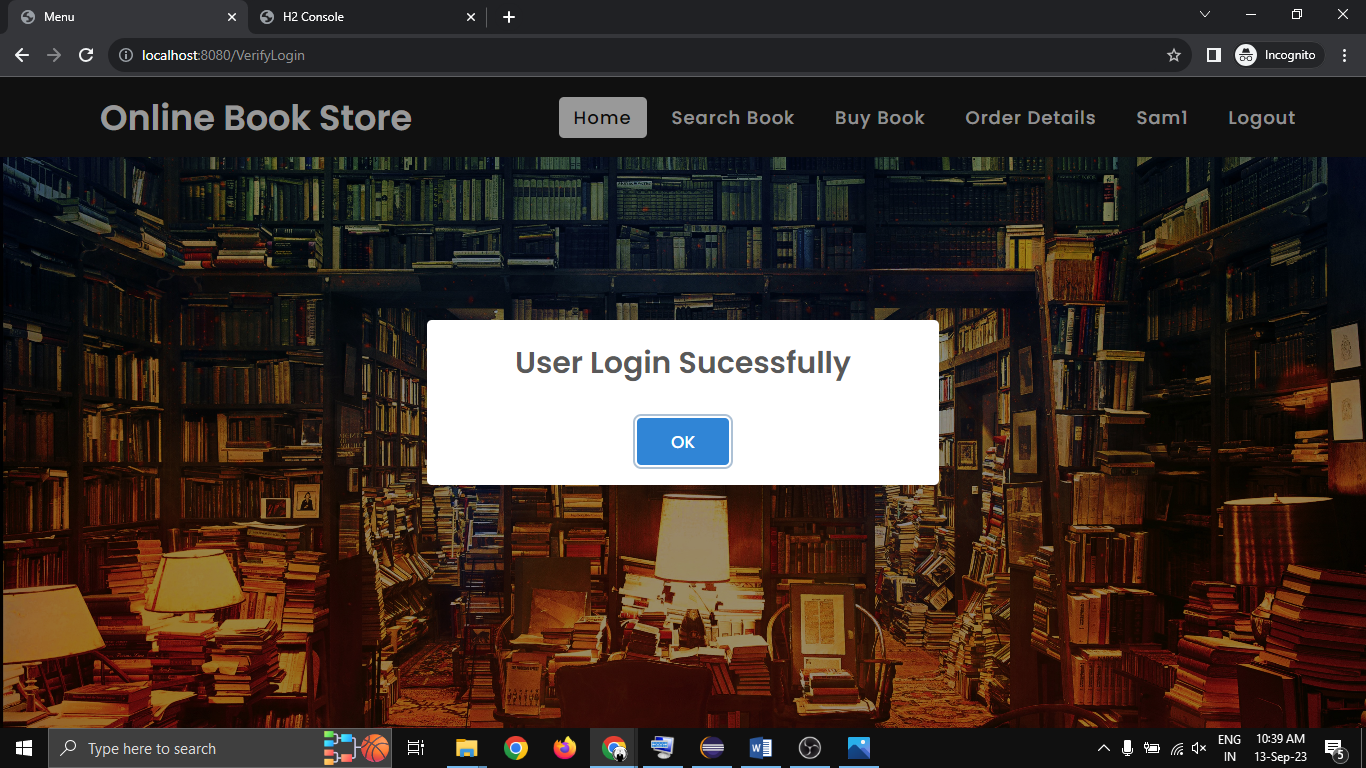 Menu
H2 Console
localhost:8080/VerifyLogin
Incognito
Online Book Store
Home
Search Book
Buy Book
Order Details
Sam1
Logout
User Login Sucessfully
OK
Type here to search
ENG
IN
10:39 AM
13-Sep-23
5